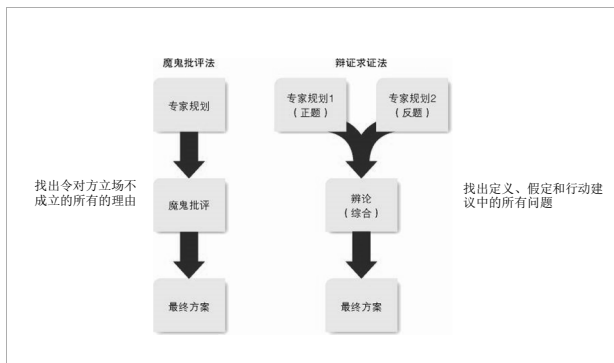 魔鬼批评法
辩证求证法
专家规划
专家规划1
（正题）
专家规划2
（反题）
找出令对方立场不
成立的所有的理由
魔鬼批评
辨论
（综合）
找出定义、假定和行动建
议中的所有问题
最终方案
最终方案